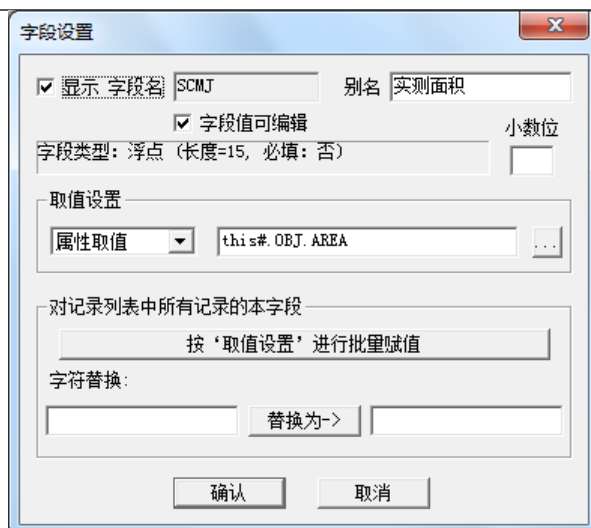 字段设置
显示 字段名 SCMJ 别名 实测面积
字段值可编辑
小数位
字段类型: 浮点 (长度=15, 必填: 否)
取值设置
属性取值 this#.OBJ.AREA ...
对记录列表中所有记录的本字段
按‘取值设置’进行批量赋值
字符替换:
替换为->
确认 取消